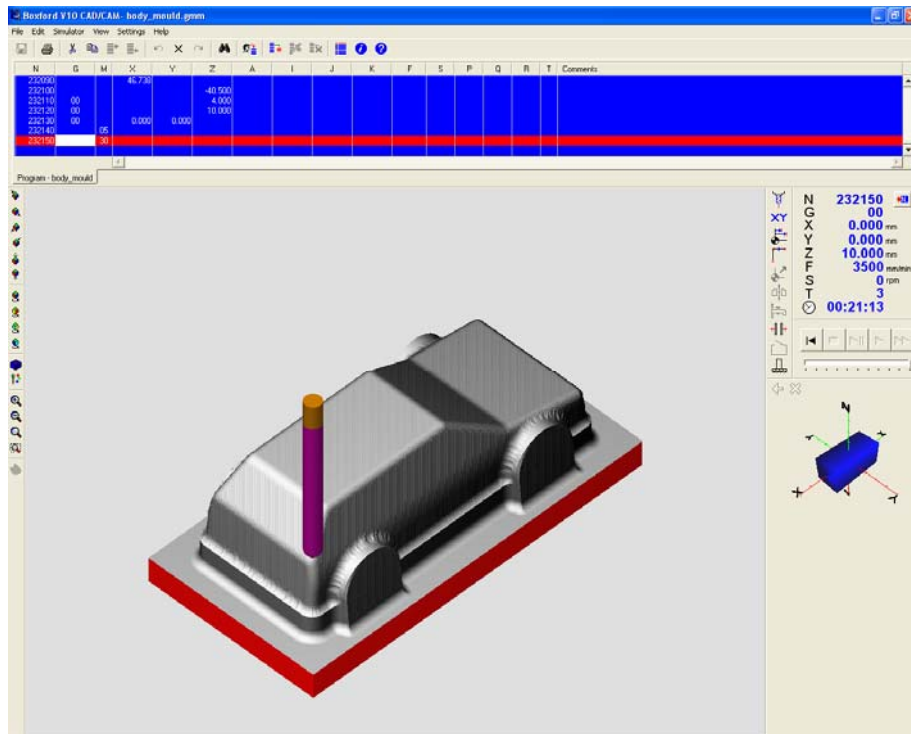 Boxford V10 CAD/CAM - body_mould.gmm
File Edit Simulator View Settings Help
N G M X Y Z A I J K F S P Q R T Comments
232090 46.738
232100 -40.500
232110 00 4.000
232120 00 10.000
232130 00 0.000 0.000
232140 05
232150 30
Program - body_mould
XY
N 232150
G 00
X 0.000 mm
Y 0.000 mm
Z 10.000 mm
F 3500 mm/min
S 0 rpm
T 3
00:21:13